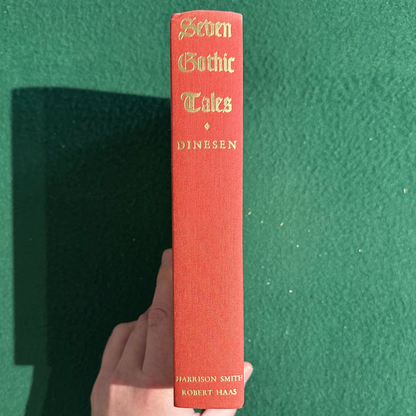 Seven
Gothic
Tales
DINESEN
HARRISON SMITH
ROBERT HAAS